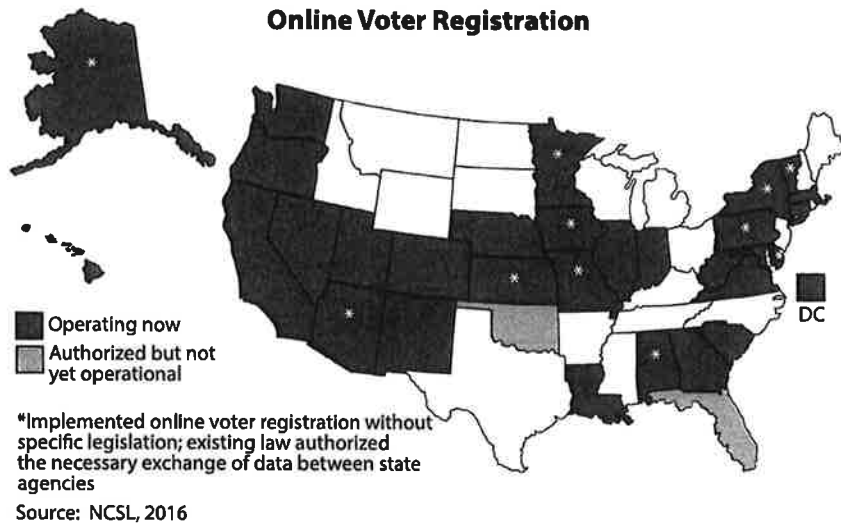 Online Voter Registration
*
*
*
*
*
*
*
*
*
*
DC
Operating now
Authorized but not
yet operational
*Implemented online voter registration without
specific legislation; existing law authorized
the necessary exchange of data between state
agencies
Source: NCSL, 2016